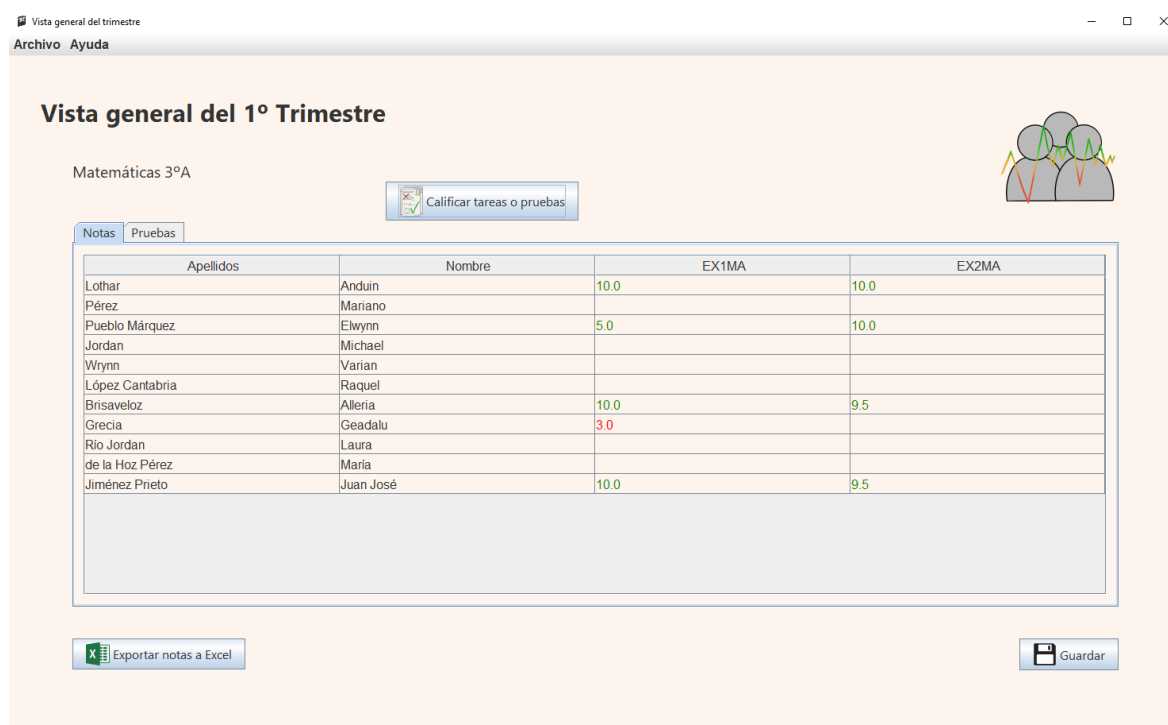 Vista general del trimestre
Archivo Ayuda
Vista general del 1º Trimestre
Matemáticas 3ºA
Calificar tareas o pruebas
Notas Pruebas
Apellidos Nombre EX1MA EX2MA
Lothar Anduin 10.0 10.0
Pérez Mariano
Pueblo Márquez Elwynn 5.0 10.0
Jordan Michael
Wrynn Varian
López Cantabria Raquel
Brisaveloz Alleria 10.0 9.5
Grecia Geadalu 3.0
Río Jordan Laura
de la Hoz Pérez María
Jiménez Prieto Juan José 10.0 9.5
Exportar notas a Excel
Guardar